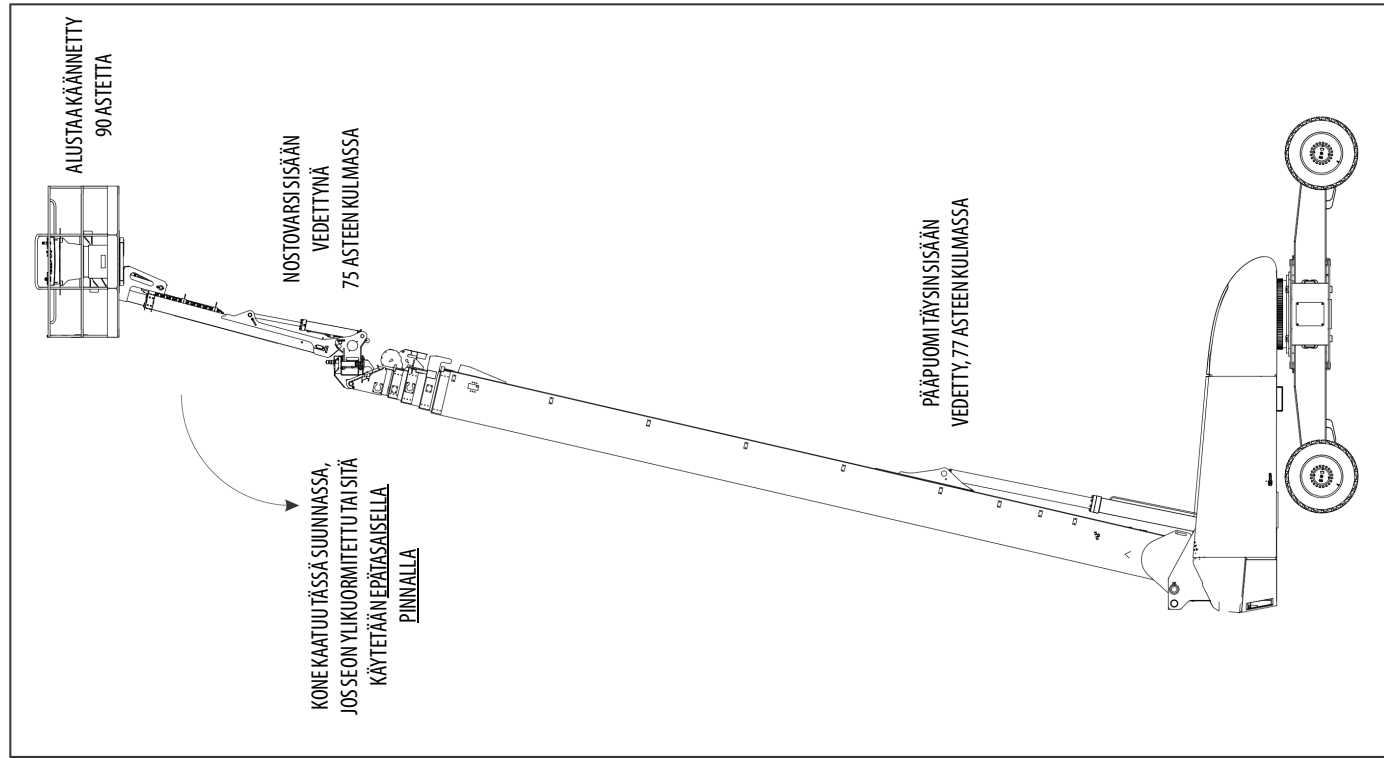 ALUSTAA KÄÄNNETTY
90 ASTETTA
NOSTOVARSI SISÄÄN
VEDETTYNÄ
75 ASTEEN KULMASSA
KONE KAATUU TÄSSÄ SUUNNASSA,
JOS SE ON YLIKUORMITETTU TAI SITÄ
KÄYTETÄÄN EPÄTASAISELLA
PINNALLA
PÄÄPUOMI TÄYSIN SISÄÄN
VEDETTY, 77 ASTEEN KULMASSA